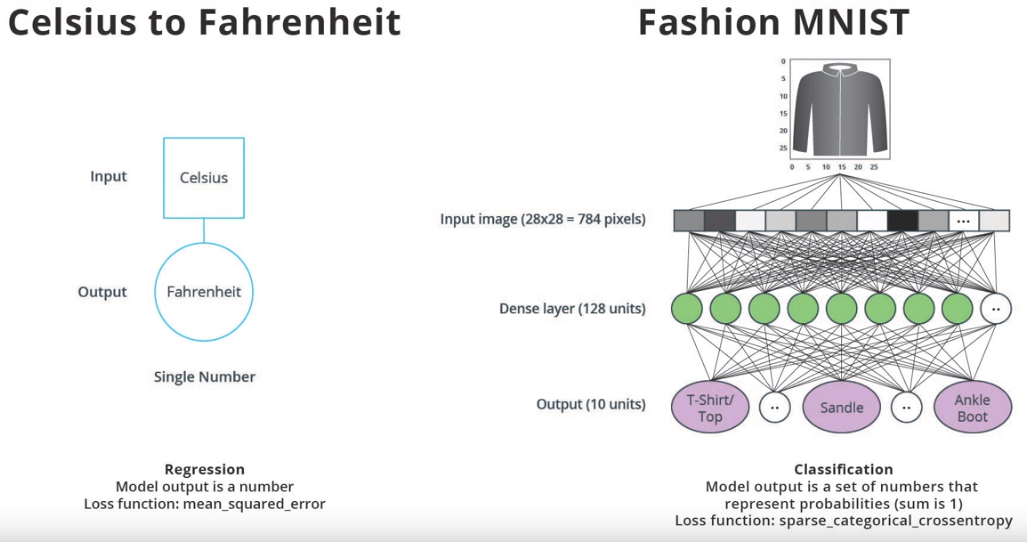 Celsius to Fahrenheit
Input
Celsius
Output
Fahrenheit
Single Number
Regression
Model output is a number
Loss function: mean_squared_error
Fashion MNIST
0
5
10
15
20
25
0 5 10 15 20 25
Input image (28x28 = 784 pixels)
...
Dense layer (128 units)
..
Output (10 units)
T-Shirt/
Top
..
Sandle
..
Ankle
Boot
Classification
Model output is a set of numbers that
represent probabilities (sum is 1)
Loss function: sparse_categorical_crossentropy